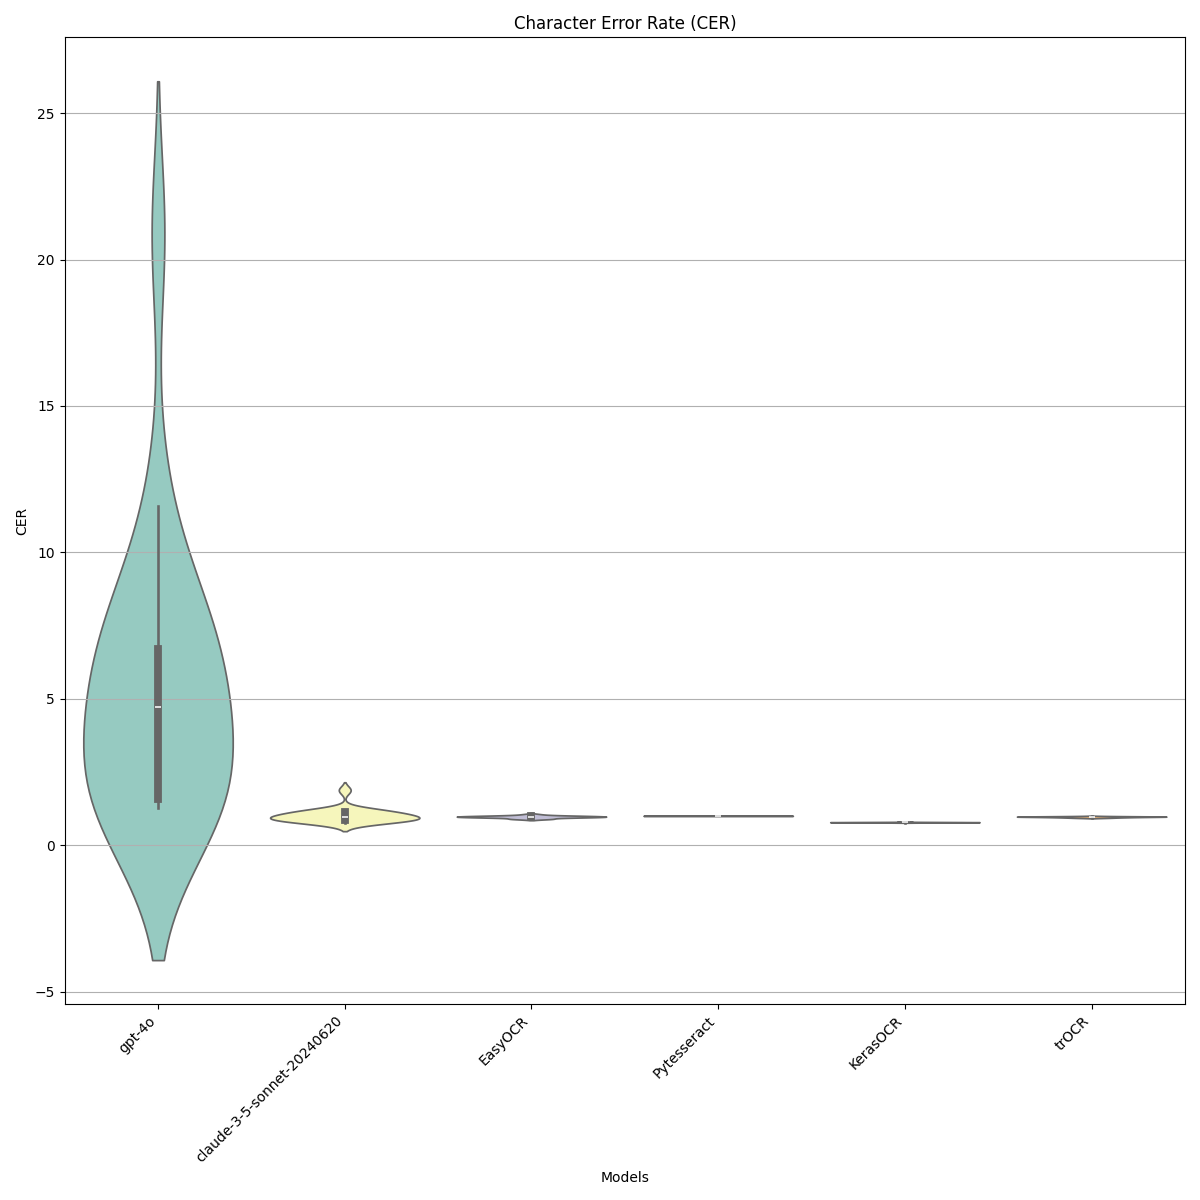 Character Error Rate (CER)
CER
25
20
15
10
5
0
−5
gpt-4o
claude-3-5-sonnet-20240620
EasyOCR
Pytesseract
KerasOCR
trOCR
Models